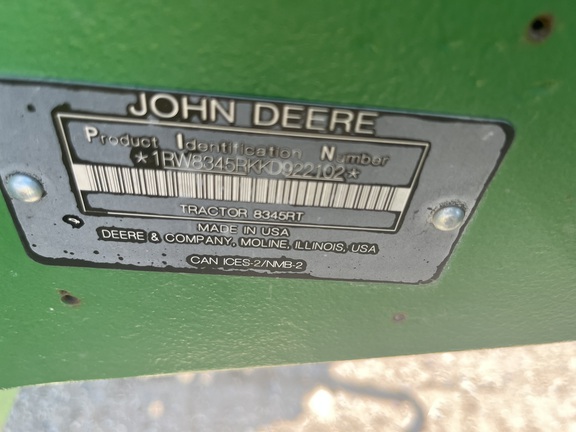 JOHN DEERE
Product Identification Number
*1RW8345RKKD922102*
TRACTOR 8345RT
MADE IN USA
DEERE & COMPANY, MOLINE, ILLINOIS, USA
CAN ICES-2/NMB-2